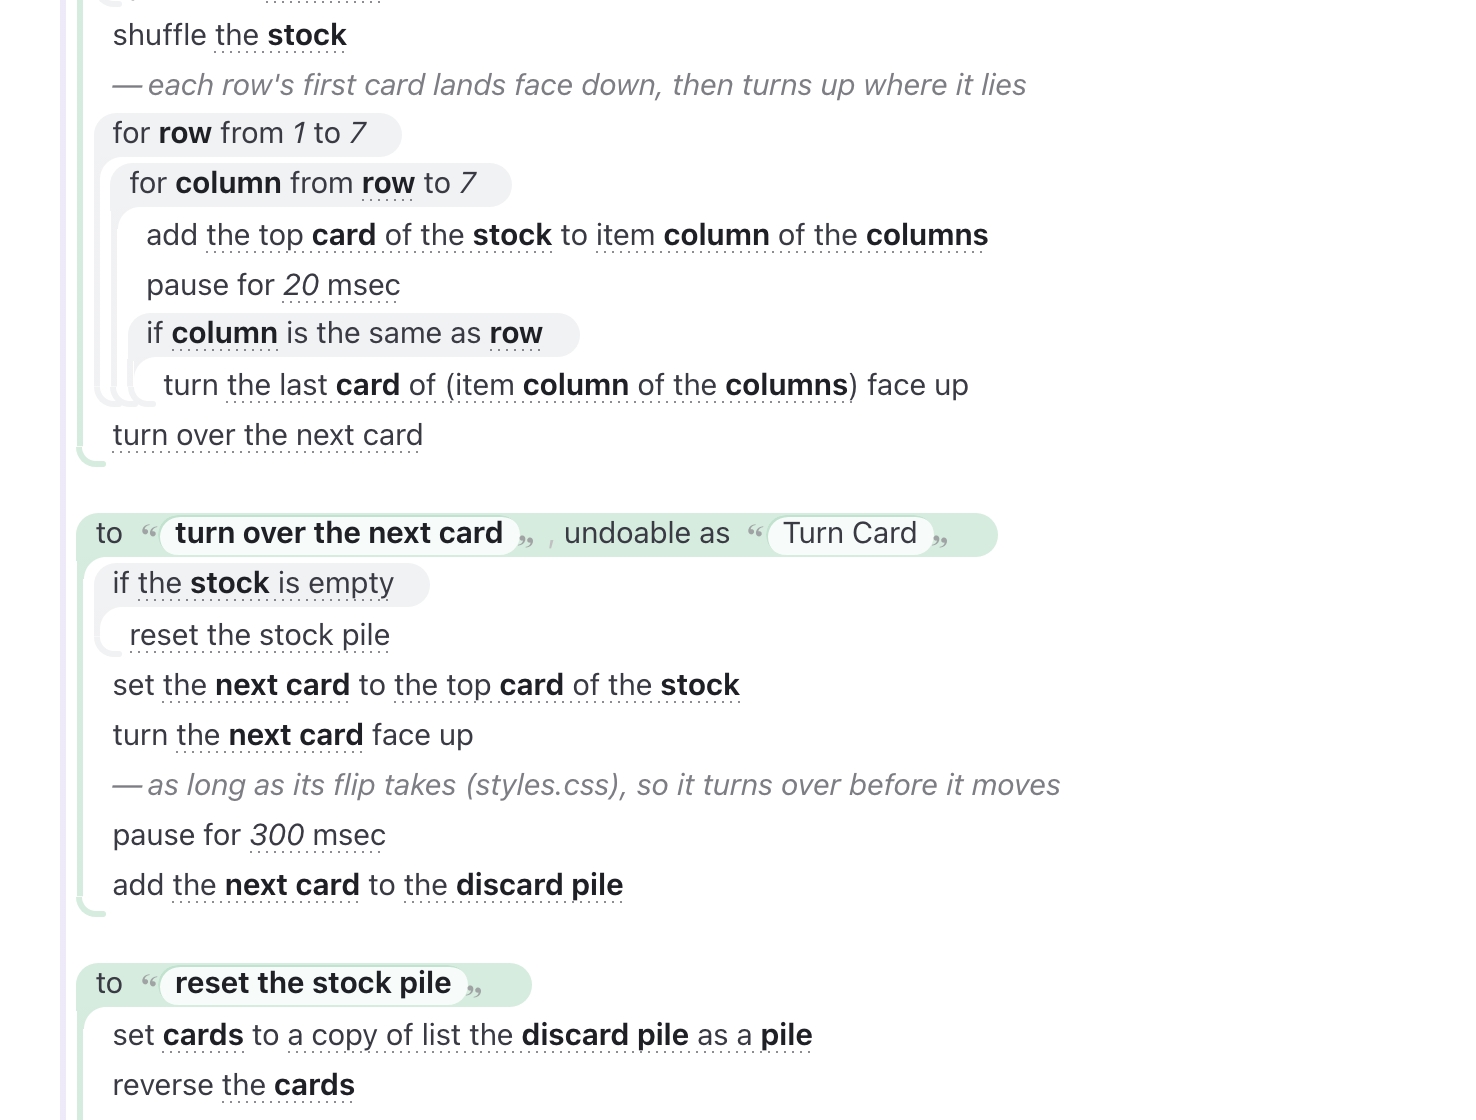 shuffle the stock
— each row's first card lands face down, then turns up where it lies
for row from 1 to 7
for column from row to 7
add the top card of the stock to item column of the columns
pause for 20 msec
if column is the same as row
turn the last card of (item column of the columns) face up
turn over the next card
to “ turn over the next card ” , undoable as “ Turn Card ”
if the stock is empty
reset the stock pile
set the next card to the top card of the stock
turn the next card face up
— as long as its flip takes (styles.css), so it turns over before it moves
pause for 300 msec
add the next card to the discard pile
to “ reset the stock pile ”
set cards to a copy of list the discard pile as a pile
reverse the cards